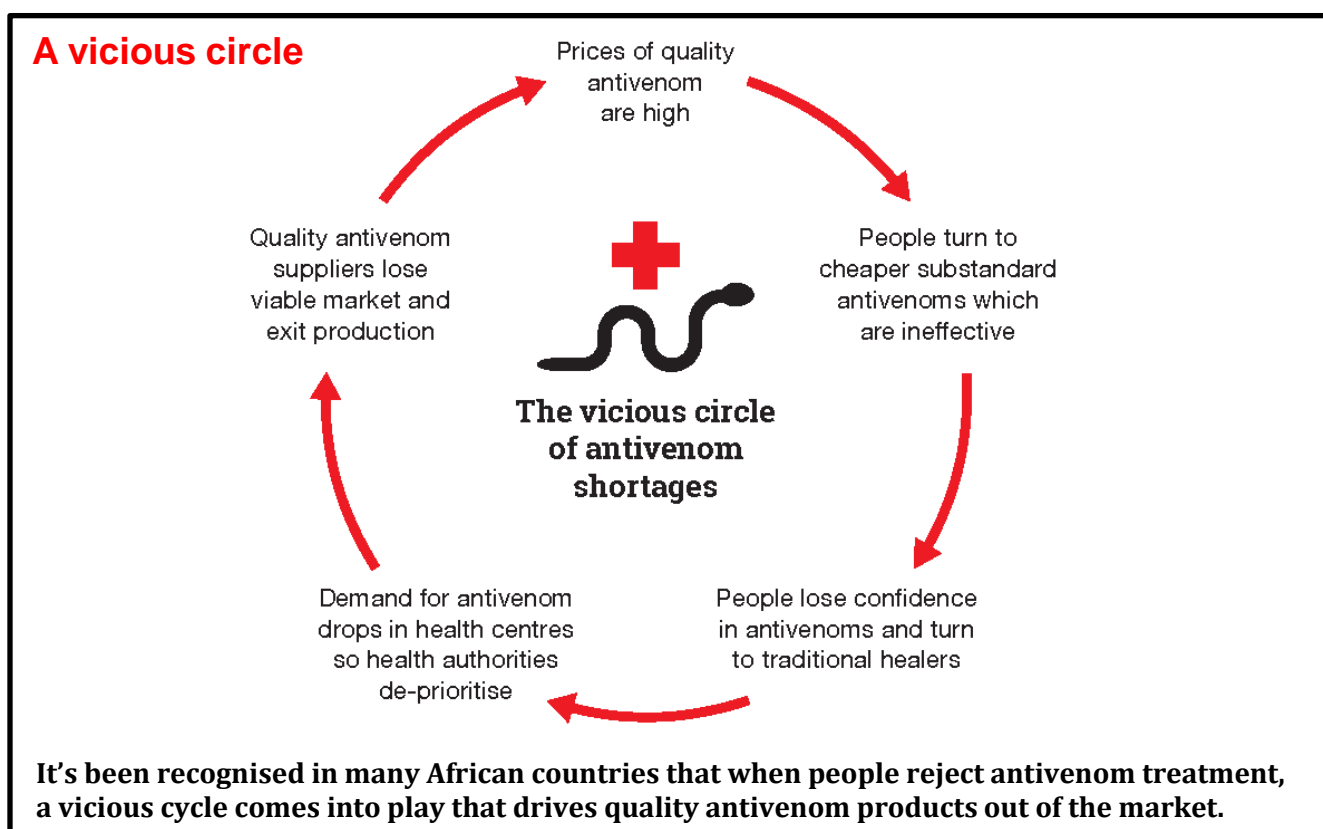 A vicious circle
Prices of quality
antivenom
are high
People turn to
cheaper substandard
antivenoms which
are ineffective
People lose confidence
in antivenoms and turn
to traditional healers
Demand for antivenom
drops in health centres
so health authorities
de-prioritise
Quality antivenom
suppliers lose
viable market and
exit production
The vicious circle
of antivenom
shortages
It’s been recognised in many African countries that when people reject antivenom treatment,
a vicious cycle comes into play that drives quality antivenom products out of the market.